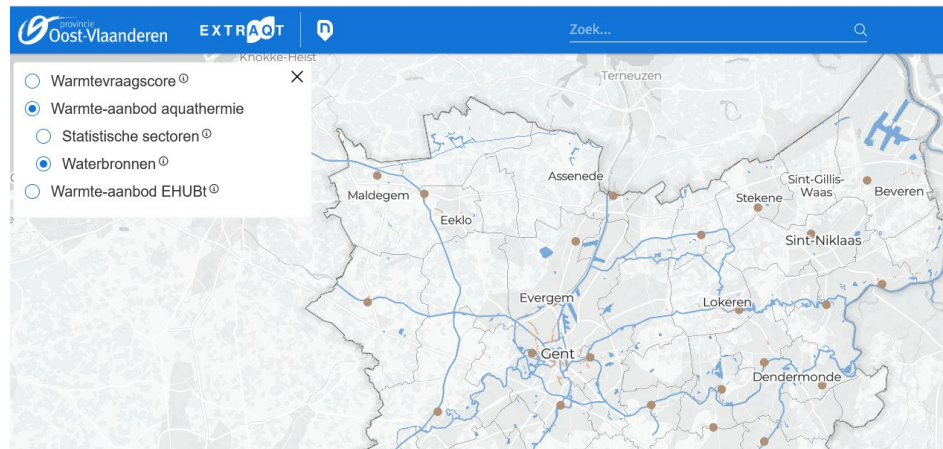 provincie
Oost-Vlaanderen
EXTRAQT
n
Zoek...
Knokke-Heist
Warmtevraagscore
Warmte-aanbod aquathermie
Statistische sectoren
Waterbronnen
Warmte-aanbod EHUBt
Terneuzen
Maldegem
Assenede
Stekene
Sint-Gillis-
Waas
Beveren
Eeklo
Sint-Niklaas
Evergem
Lokeren
Gent
Dendermonde